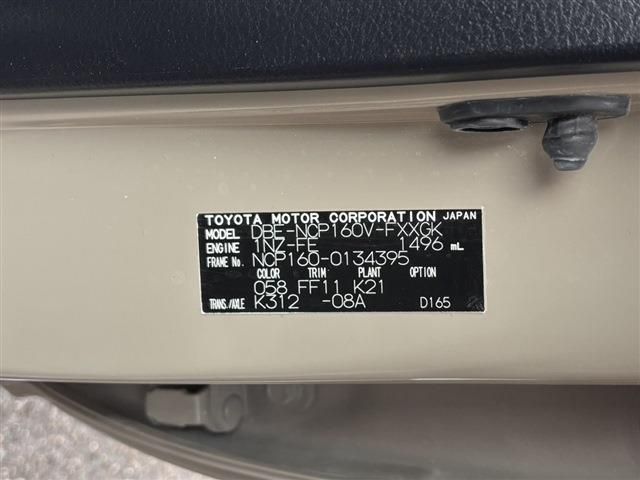 TOYOTA MOTOR CORPORATION JAPAN
MODEL DBE-NCP160V-FXXGK
ENGINE 1NZ-FE 1496 mL
FRAME No. NCP160-0134395
COLOR TRIM PLANT OPTION
058 FF11 K21
TRANS./AXLE K312 -08A D165